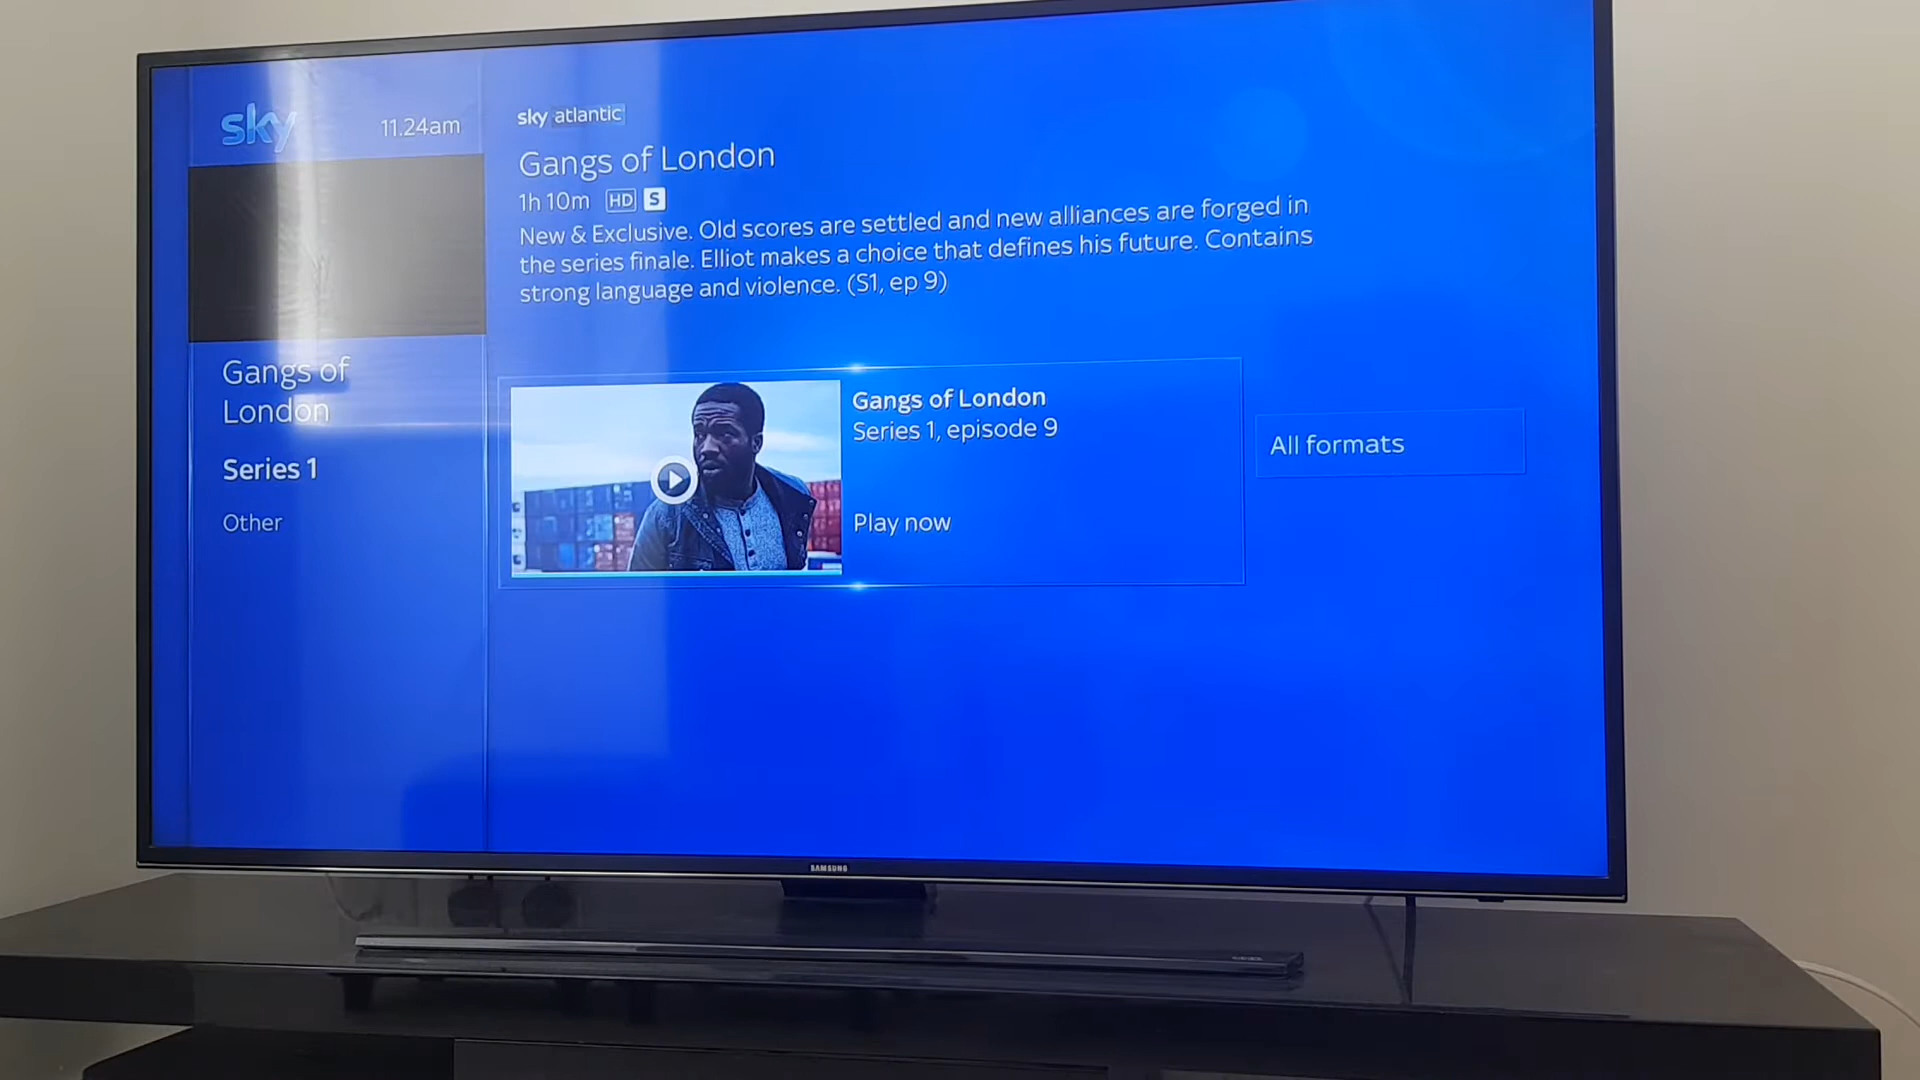 sky
11.24am
sky atlantic
Gangs of London
1h 10m HD S
New & Exclusive. Old scores are settled and new alliances are forged in
the series finale. Elliot makes a choice that defines his future. Contains
strong language and violence. (S1, ep 9)
Gangs of
London
Series 1
Other
Gangs of London
Series 1, episode 9
Play now
All formats
SAMSUNG